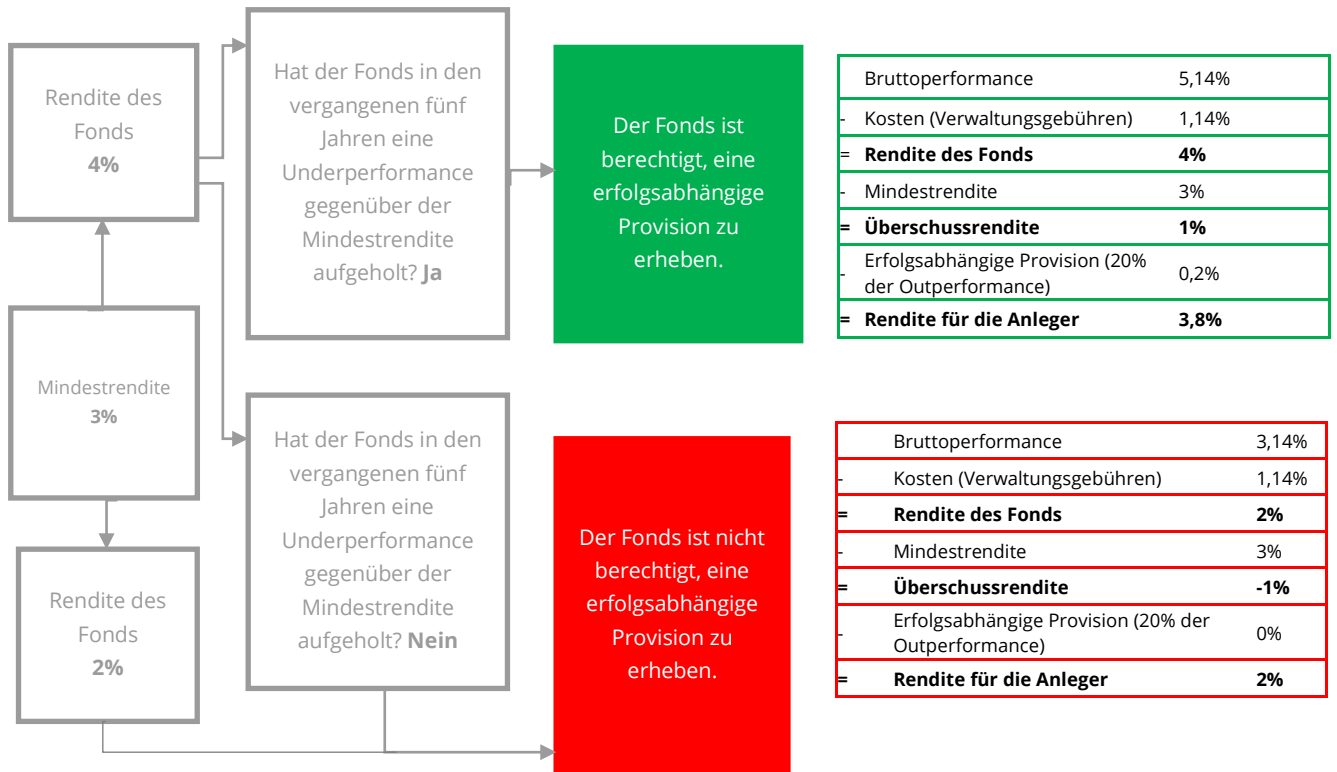 Rendite des
Fonds
4%
Mindestrendite
3%
Rendite des
Fonds
2%
Hat der Fonds in den
vergangenen fünf
Jahren eine
Underperformance
gegenüber der
Mindestrendite
aufgeholt? Ja
Hat der Fonds in den
vergangenen fünf
Jahren eine
Underperformance
gegenüber der
Mindestrendite
aufgeholt? Nein
Der Fonds ist
berechtigt, eine
erfolgsabhängige
Provision zu
erheben.
Der Fonds ist nicht
berechtigt, eine
erfolgsabhängige
Provision zu
erheben.
Bruttoperformance 5,14%
- Kosten (Verwaltungsgebühren) 1,14%
= Rendite des Fonds 4%
- Mindestrendite 3%
= Überschussrendite 1%
- Erfolgsabhängige Provision (20% 0,2%
der Outperformance)
= Rendite für die Anleger 3,8%
Bruttoperformance 3,14%
- Kosten (Verwaltungsgebühren) 1,14%
= Rendite des Fonds 2%
- Mindestrendite 3%
= Überschussrendite -1%
- Erfolgsabhängige Provision (20% der 0%
Outperformance)
= Rendite für die Anleger 2%